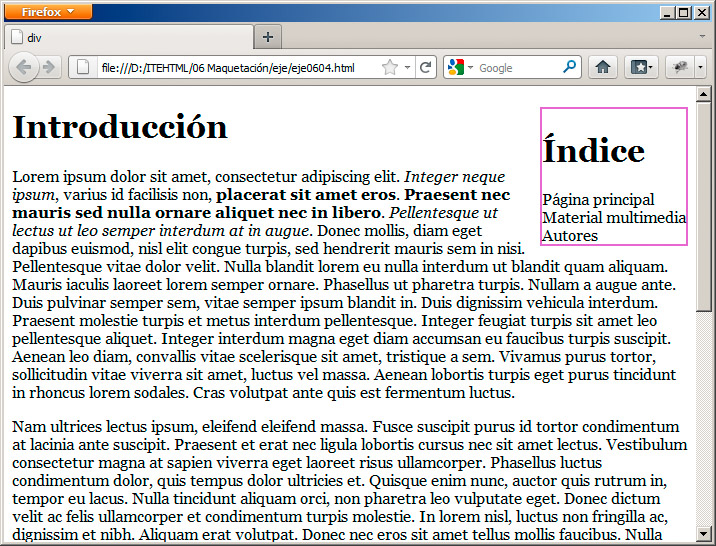 Firefox
div
file:///D:/ITEHTML/06 Maquetación/eje/eje0604.html
Google
Introducción
Lorem ipsum dolor sit amet, consectetur adipiscing elit. Integer neque
ipsum, varius id facilisis non, placerat sit amet eros. Praesent nec
mauris sed nulla ornare aliquet nec in libero. Pellentesque ut
lectus ut leo semper interdum at in augue. Donec mollis, diam eget
dapibus euismod, nisl elit congue turpis, sed hendrerit mauris sem in nisi.
Pellentesque vitae dolor velit. Nulla blandit lorem eu nulla interdum ut blandit quam aliquam.
Mauris iaculis laoreet lorem semper ornare. Phasellus ut pharetra turpis. Nullam a augue ante.
Duis pulvinar semper sem, vitae semper ipsum blandit in. Duis dignissim vehicula interdum.
Praesent molestie turpis et metus interdum pellentesque. Integer feugiat turpis sit amet leo
pellentesque aliquet. Integer interdum magna eget diam accumsan eu faucibus turpis suscipit.
Aenean leo diam, convallis vitae scelerisque sit amet, tristique a sem. Vivamus purus tortor,
sollicitudin vitae viverra sit amet, luctus vel massa. Aenean lobortis turpis eget purus tincidunt
in rhoncus lorem sodales. Cras volutpat ante quis est fermentum luctus.
Nam ultrices lectus ipsum, eleifend eleifend massa. Fusce suscipit purus id tortor condimentum
at lacinia ante suscipit. Praesent et erat nec ligula lobortis cursus nec sit amet lectus. Vestibulum
consectetur magna at sapien viverra eget laoreet risus ullamcorper. Phasellus luctus
condimentum dolor, quis tempus dolor ultricies et. Quisque enim nunc, auctor quis rutrum in,
tempor eu lacus. Nulla tincidunt aliquam orci, non pharetra leo vulputate eget. Donec dictum
velit ac felis ullamcorper et condimentum turpis molestie. In lorem nisl, luctus non fringilla ac,
dignissim et nibh. Aliquam erat volutpat. Donec nec eros sit amet tellus mollis faucibus. Nulla
Índice
Página principal
Material multimedia
Autores